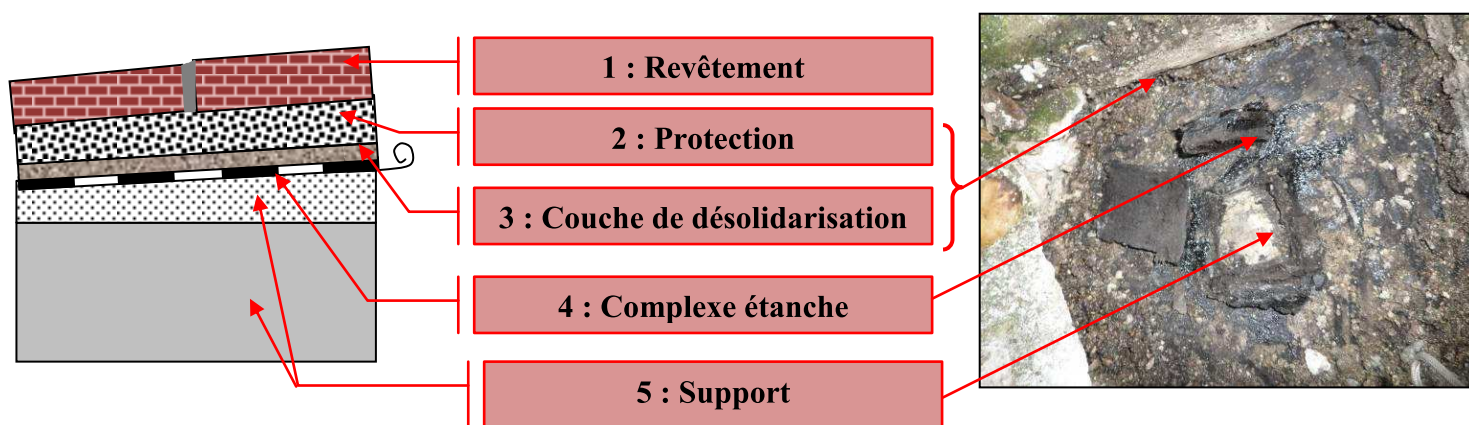 1 : Revêtement
2 : Protection
3 : Couche de désolidarisation
4 : Complexe étanche
5 : Support